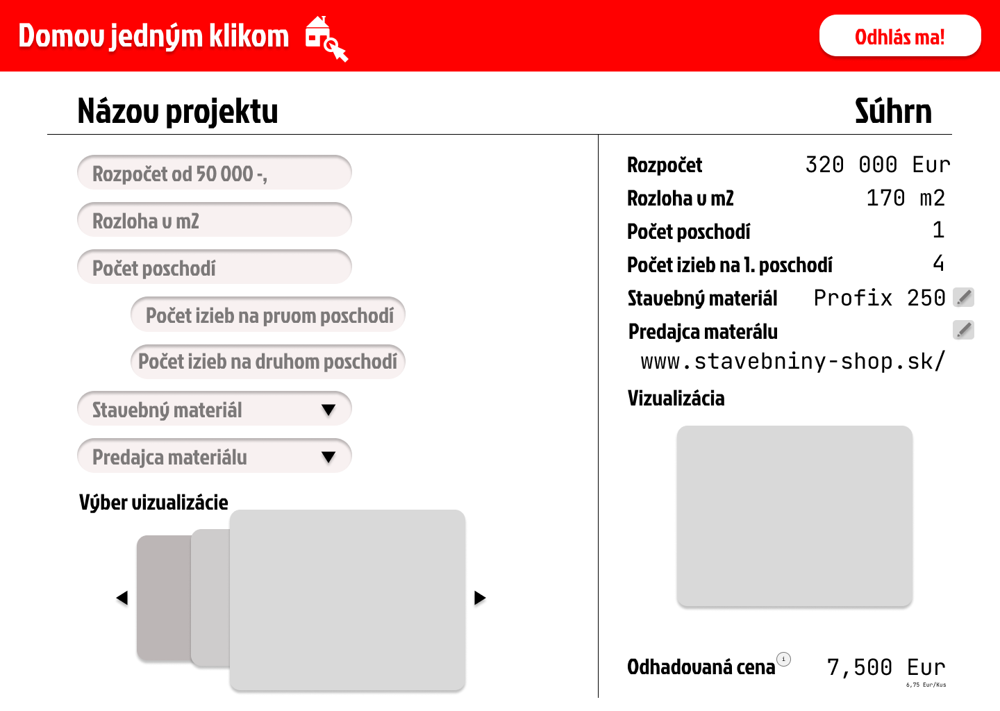 Domov jedným klikom
Odhlás ma!
Názov projektu
Rozpočet od 50 000 -,
Rozloha v m2
Počet poschodí
Počet izieb na prvom poschodí
Počet izieb na druhom poschodí
Stavebný materiál
Predajca materiálu
Výber vizualizácie
Súhrn
Rozpočet 320 000 Eur
Rozloha v m2 170 m2
Počet poschodí 1
Počet izieb na 1. poschodí 4
Stavebný materiál Profix 250
Predajca materálu
www.stavebniny-shop.sk/
Vizualizácia
Odhadovaná cena i 7,500 Eur
6,75 Eur/Kus